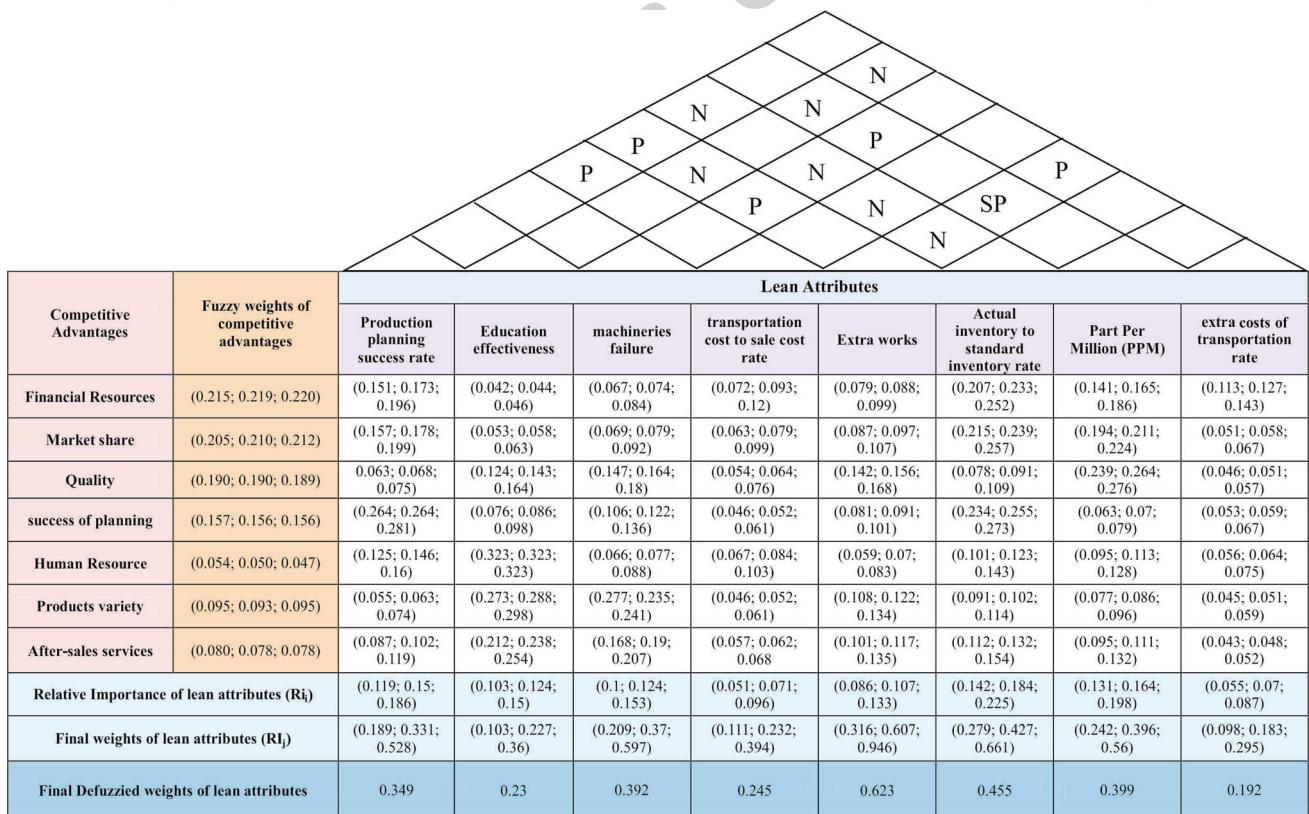 N
N
N
P
P
P
P
N
N
SP
P
N
N
Lean Attributes
Competitive
Advantages
Fuzzy weights of
competitive
advantages
Production
planning
success rate
Education
effectiveness
machineries
failure
transportation
cost to sale cost
rate
Extra works
Actual
inventory to
standard
inventory rate
Part Per
Million (PPM)
extra costs of
transportation
rate
Financial Resources
(0.215; 0.219; 0.220)
(0.151; 0.173;
0.196)
(0.042; 0.044;
0.046)
(0.067; 0.074;
0.084)
(0.072; 0.093;
0.12)
(0.079; 0.088;
0.099)
(0.207; 0.233;
0.252)
(0.141; 0.165;
0.186)
(0.113; 0.127;
0.143)
Market share
(0.205; 0.210; 0.212)
(0.157; 0.178;
0.199)
(0.053; 0.058;
0.063)
(0.069; 0.079;
0.092)
(0.063; 0.079;
0.099)
(0.087; 0.097;
0.107)
(0.215; 0.239;
0.257)
(0.194; 0.211;
0.224)
(0.051; 0.058;
0.067)
Quality
(0.190; 0.190; 0.189)
0.063; 0.068;
0.075)
(0.124; 0.143;
0.164)
(0.147; 0.164;
0.18)
(0.054; 0.064;
0.076)
(0.142; 0.156;
0.168)
(0.078; 0.091;
0.109)
(0.239; 0.264;
0.276)
(0.046; 0.051;
0.057)
success of planning
(0.157; 0.156; 0.156)
(0.264; 0.264;
0.281)
(0.076; 0.086;
0.098)
(0.106; 0.122;
0.136)
(0.046; 0.052;
0.061)
(0.081; 0.091;
0.101)
(0.234; 0.255;
0.273)
(0.063; 0.07;
0.079)
(0.053; 0.059;
0.067)
Human Resource
(0.054; 0.050; 0.047)
(0.125; 0.146;
0.16)
(0.323; 0.323;
0.323)
(0.066; 0.077;
0.088)
(0.067; 0.084;
0.103)
(0.059; 0.07;
0.083)
(0.101; 0.123;
0.143)
(0.095; 0.113;
0.128)
(0.056; 0.064;
0.075)
Products variety
(0.095; 0.093; 0.095)
(0.055; 0.063;
0.074)
(0.273; 0.288;
0.298)
(0.277; 0.235;
0.241)
(0.046; 0.052;
0.061)
(0.108; 0.122;
0.134)
(0.091; 0.102;
0.114)
(0.077; 0.086;
0.096)
(0.045; 0.051;
0.059)
After-sales services
(0.080; 0.078; 0.078)
(0.087; 0.102;
0.119)
(0.212; 0.238;
0.254)
(0.168; 0.19;
0.207)
(0.057; 0.062;
0.068
(0.101; 0.117;
0.135)
(0.112; 0.132;
0.154)
(0.095; 0.111;
0.132)
(0.043; 0.048;
0.052)
Relative Importance of lean attributes (Riᵢ)
(0.119; 0.15;
0.186)
(0.103; 0.124;
0.15)
(0.1; 0.124;
0.153)
(0.051; 0.071;
0.096)
(0.086; 0.107;
0.133)
(0.142; 0.184;
0.225)
(0.131; 0.164;
0.198)
(0.055; 0.07;
0.087)
Final weights of lean attributes (RIⱼ)
(0.189; 0.331;
0.528)
(0.103; 0.227;
0.36)
(0.209; 0.37;
0.597)
(0.111; 0.232;
0.394)
(0.316; 0.607;
0.946)
(0.279; 0.427;
0.661)
(0.242; 0.396;
0.56)
(0.098; 0.183;
0.295)
Final Defuzzied weights of lean attributes
0.349
0.23
0.392
0.245
0.623
0.455
0.399
0.192